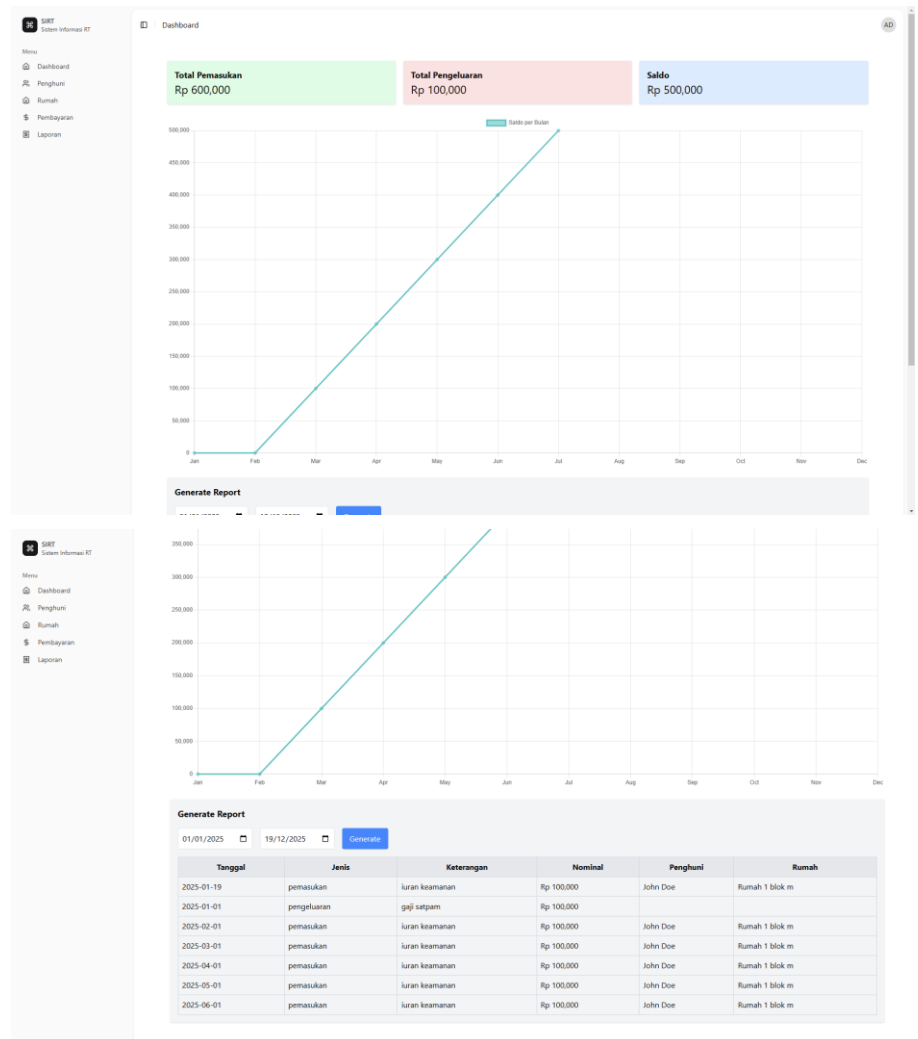 SIRT
Sistem Informasi RT
Dashboard
AD
Menu
Dashboard
Penghuni
Rumah
Pembayaran
Laporan
Total Pemasukan
Rp 600,000
Total Pengeluaran
Rp 100,000
Saldo
Rp 500,000
Saldo per Bulan
500,000
450,000
400,000
350,000
300,000
250,000
200,000
150,000
100,000
50,000
0
Jan Feb Mar Apr May Jun Jul Aug Sep Oct Nov Dec
Generate Report
SIRT
Sistem Informasi RT
Menu
Dashboard
Penghuni
Rumah
Pembayaran
Laporan
350,000
300,000
250,000
200,000
150,000
100,000
50,000
0
Jan Feb Mar Apr May Jun Jul Aug Sep Oct Nov Dec
Generate Report
01/01/2025 19/12/2025 Generate
Tanggal Jenis Keterangan Nominal Penghuni Rumah
2025-01-19 pemasukan iuran keamanan Rp 100,000 John Doe Rumah 1 blok m
2025-01-01 pengeluaran gaji satpam Rp 100,000
2025-02-01 pemasukan iuran keamanan Rp 100,000 John Doe Rumah 1 blok m
2025-03-01 pemasukan iuran keamanan Rp 100,000 John Doe Rumah 1 blok m
2025-04-01 pemasukan iuran keamanan Rp 100,000 John Doe Rumah 1 blok m
2025-05-01 pemasukan iuran keamanan Rp 100,000 John Doe Rumah 1 blok m
2025-06-01 pemasukan iuran keamanan Rp 100,000 John Doe Rumah 1 blok m